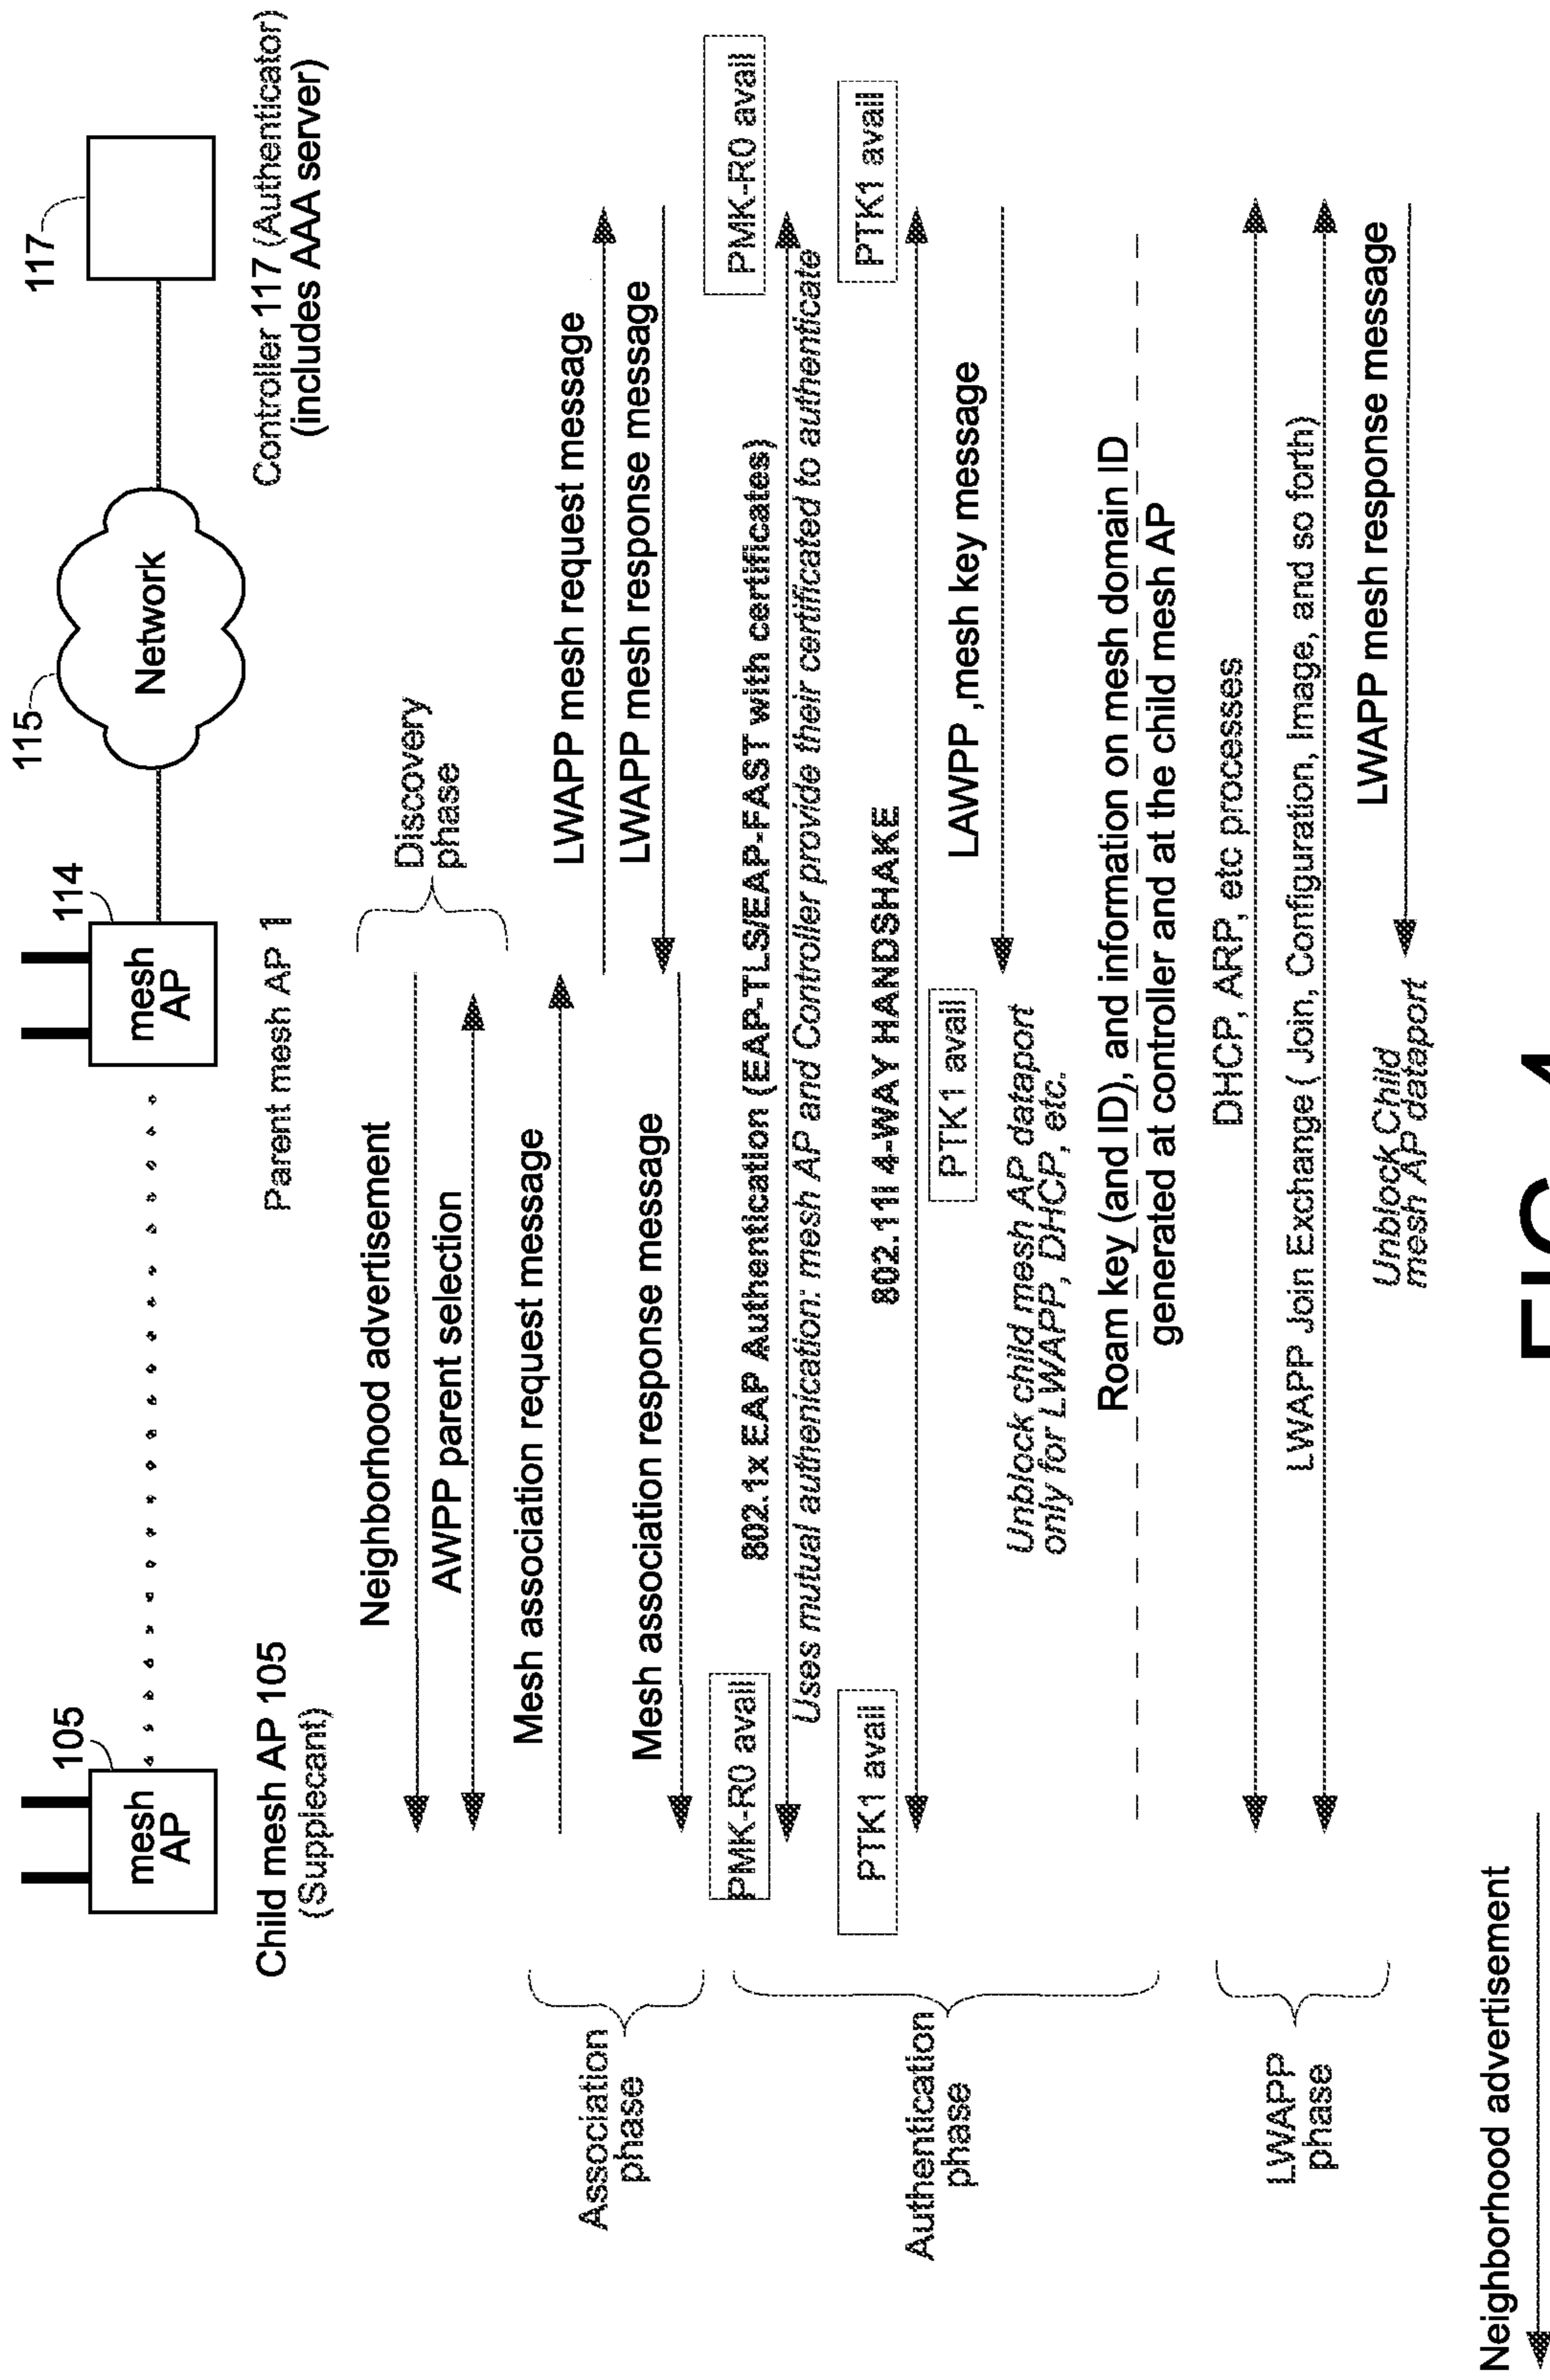 105
mesh
AP
Child mesh AP 105
(Supplecant)
114
mesh
AP
Parent mesh AP 1
115
Network
117
Controller 117 (Authenticator)
(includes AAA server)
Neighborhood advertisement
AWPP parent selection
Discovery
phase
Association
phase
Mesh association request message
LWAPP mesh request message
LWAPP mesh response message
Mesh association response message
Authentication
phase
PMK-R0 avail
802.1x EAP Authentication (EAP-TLS/EAP-FAST with certificates)
PMK-R0 avail
Uses mutual authenication: mesh AP and Controller provide their certificated to authenticate
PTK1 avail
802.11i 4-WAY HANDSHAKE
PTK1 avail
PTK1 avail
LAWPP ,mesh key message
Unblock child mesh AP dataport
only for LWAPP, DHCP, etc.
Roam key (and ID), and information on mesh domain ID
generated at controller and at the child mesh AP
LWAPP
phase
DHCP, ARP, etc processes
LWAPP Join Exchange ( Join, Configuration, Image, and so forth)
LWAPP mesh response message
Unblock Child
mesh AP dataport
Neighborhood advertisement